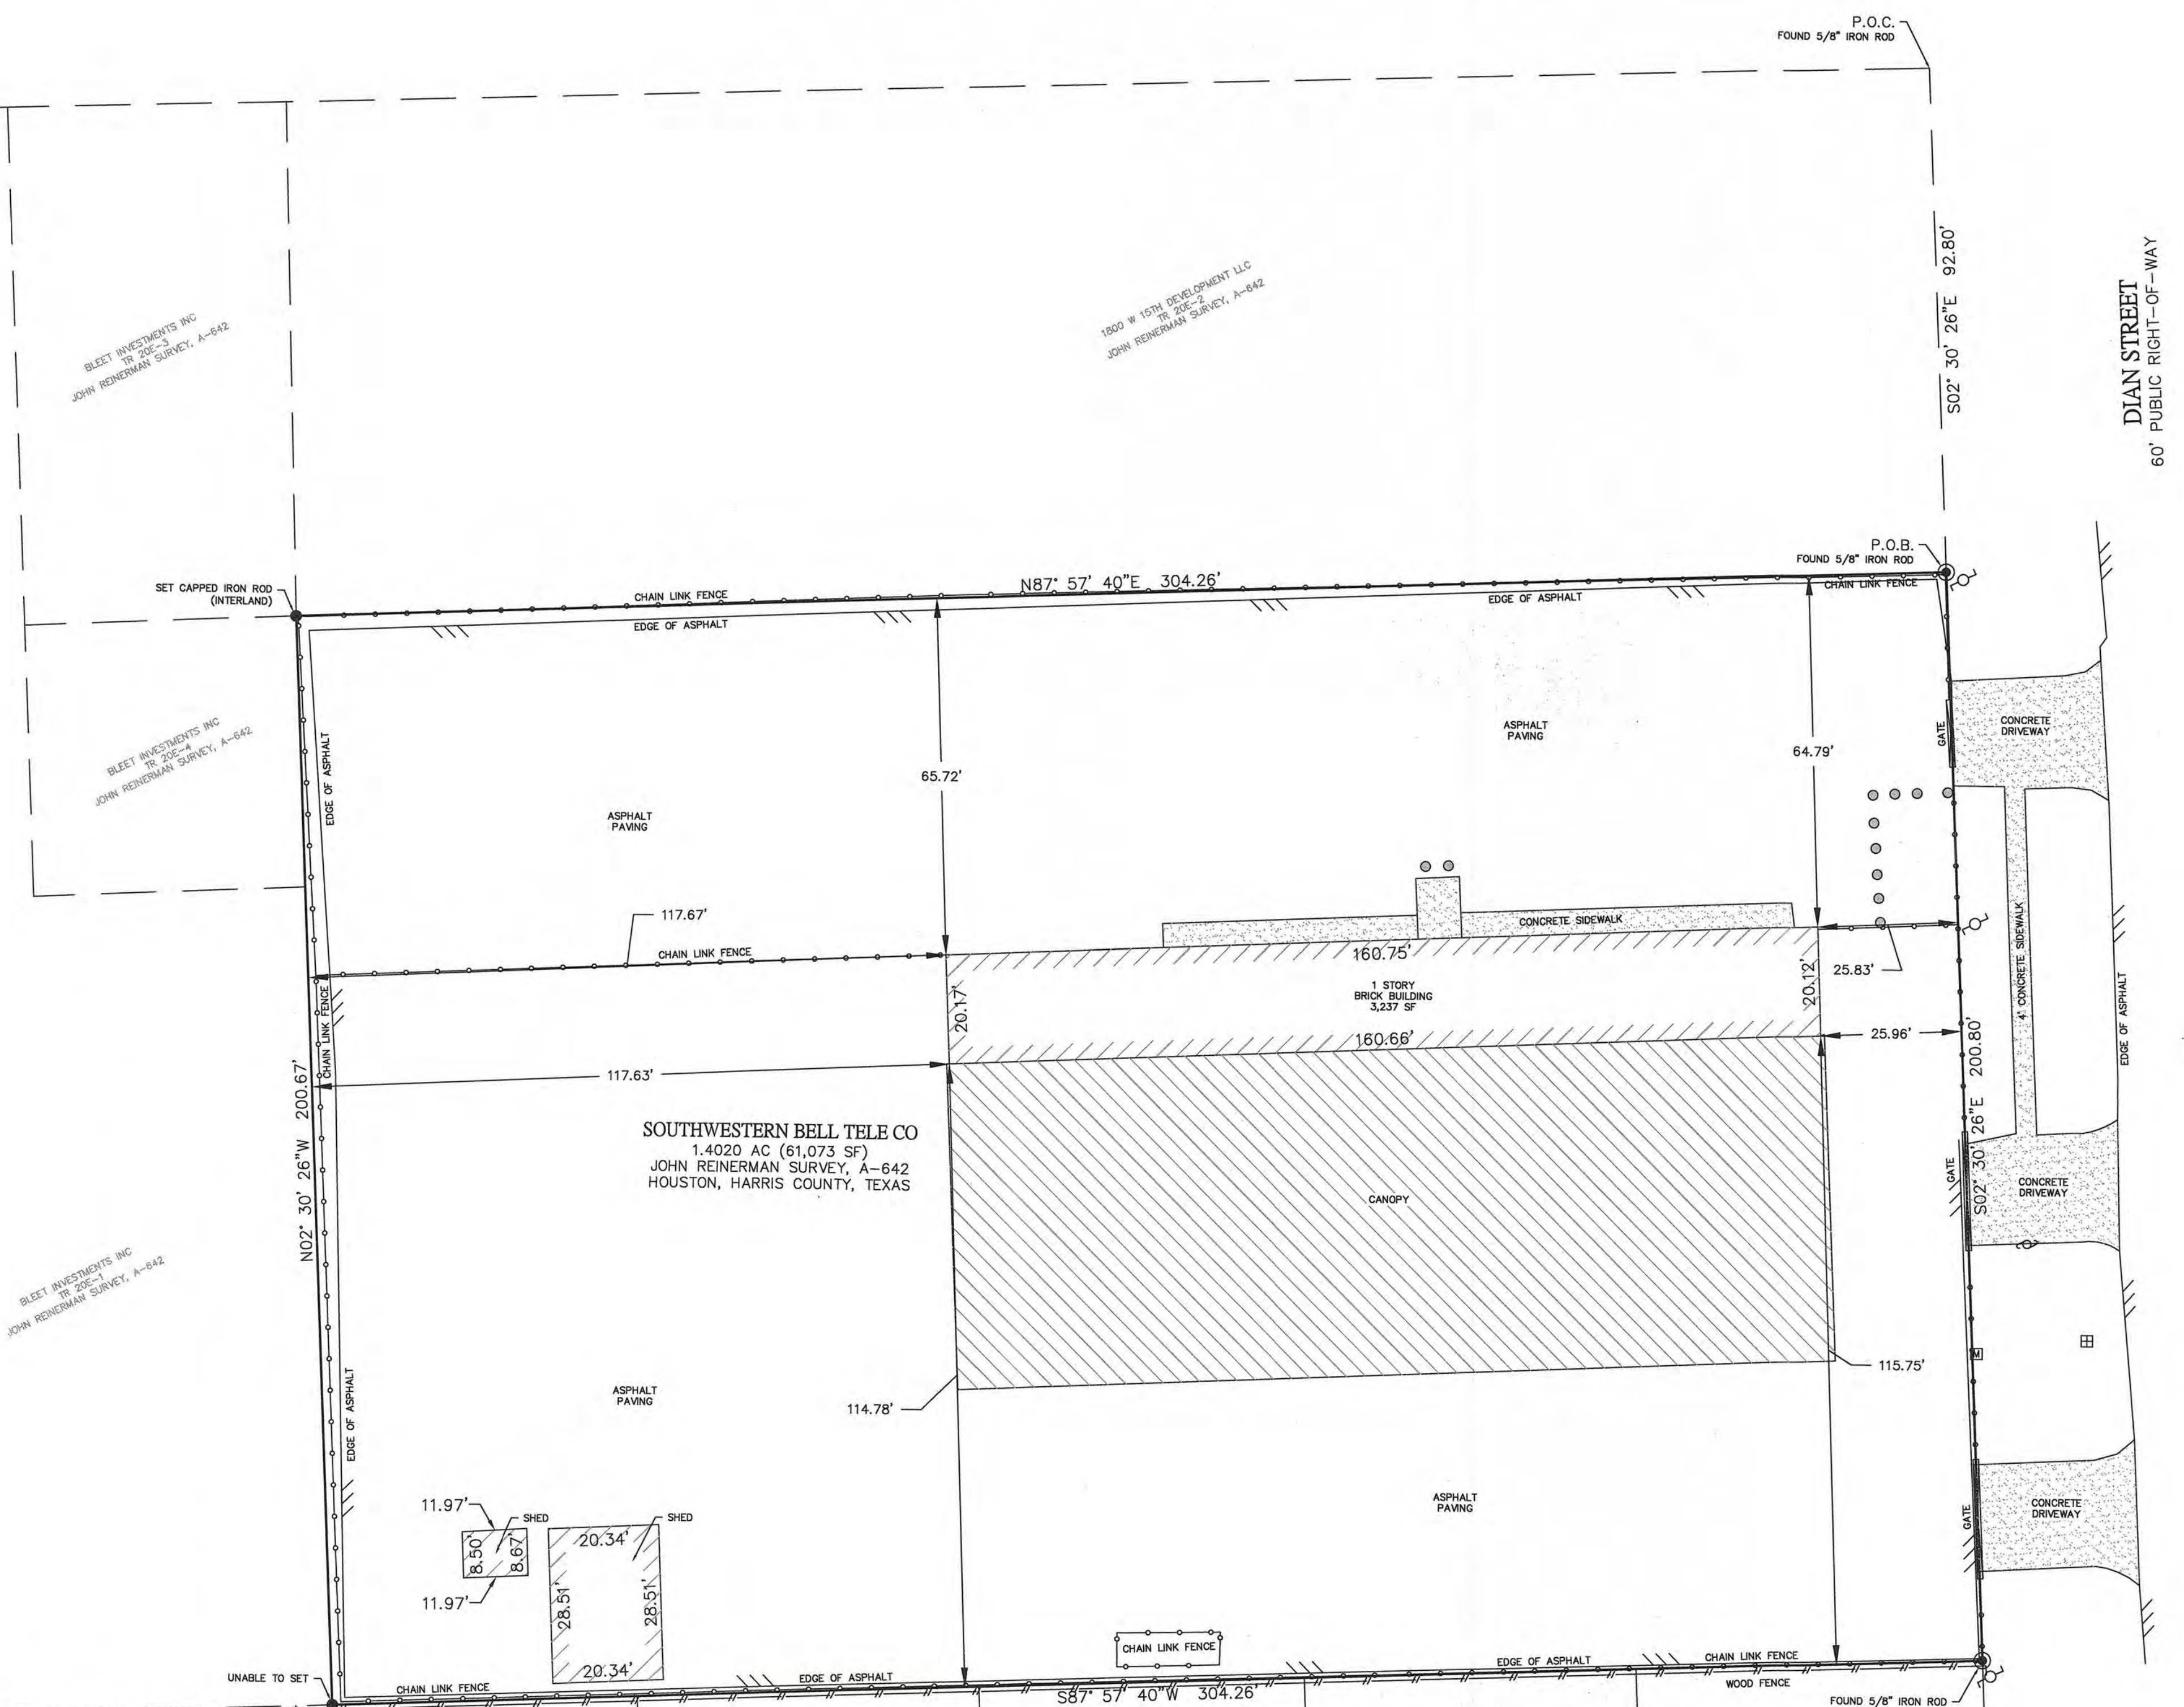 P.O.C.
FOUND 5/8" IRON ROD
S02° 30' 26"E 92.80'
DIAN STREET
60' PUBLIC RIGHT-OF-WAY
BLEET INVESTMENTS INC
TR 20E-3
JOHN REINERMAN SURVEY, A-642
1800 W 15TH DEVELOPMENT LLC
TR 20E-2
JOHN REINERMAN SURVEY, A-642
P.O.B.
FOUND 5/8" IRON ROD
SET CAPPED IRON ROD
(INTERLAND)
N87° 57' 40"E 304.26'
CHAIN LINK FENCE
CHAIN LINK FENCE
EDGE OF ASPHALT
EDGE OF ASPHALT
BLEET INVESTMENTS INC
TR 20E-4
JOHN REINERMAN SURVEY, A-642
EDGE OF ASPHALT
65.72'
ASPHALT
PAVING
64.79'
GATE
CONCRETE
DRIVEWAY
ASPHALT
PAVING
117.67'
CHAIN LINK FENCE
CONCRETE SIDEWALK
160.75'
25.83'
4' CONCRETE SIDEWALK
EDGE OF ASPHALT
CHAIN LINK FENCE
20.17'
1 STORY
BRICK BUILDING
3,237 SF
20.12'
160.66'
25.96'
117.63'
N02° 30' 26"W 200.67'
S02° 30' 26"E 200.80'
SOUTHWESTERN BELL TELE CO
1.4020 AC (61,073 SF)
JOHN REINERMAN SURVEY, A-642
HOUSTON, HARRIS COUNTY, TEXAS
CANOPY
GATE
CONCRETE
DRIVEWAY
BLEET INVESTMENTS INC
TR 20E-1
JOHN REINERMAN SURVEY, A-642
M
EDGE OF ASPHALT
ASPHALT
PAVING
114.78'
115.75'
11.97'
SHED
8.50'
8.67'
11.97'
SHED
20.34'
28.51'
28.51'
20.34'
ASPHALT
PAVING
GATE
CONCRETE
DRIVEWAY
CHAIN LINK FENCE
UNABLE TO SET
CHAIN LINK FENCE
EDGE OF ASPHALT
EDGE OF ASPHALT
CHAIN LINK FENCE
WOOD FENCE
S87° 57' 40"W 304.26'
FOUND 5/8" IRON ROD